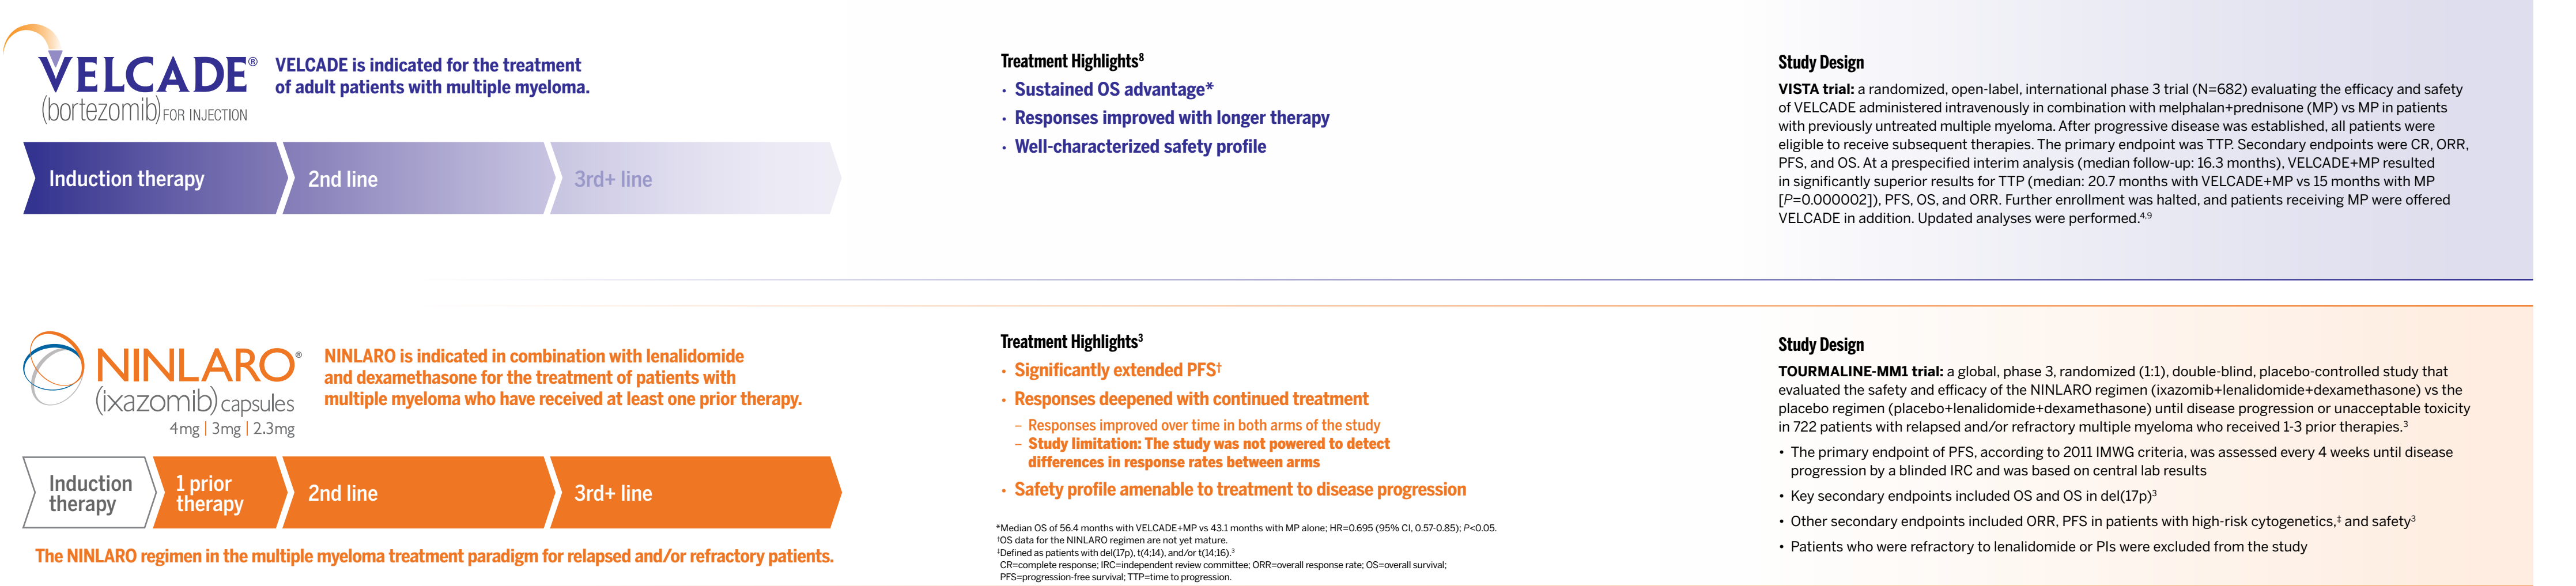 VELCADE®
(bortezomib) FOR INJECTION
VELCADE is indicated for the treatment
of adult patients with multiple myeloma.
Induction therapy
2nd line
3rd+ line
Treatment Highlights⁸
· Sustained OS advantage*
· Responses improved with longer therapy
· Well-characterized safety profile
Study Design
VISTA trial: a randomized, open-label, international phase 3 trial (N=682) evaluating the efficacy and safety
of VELCADE administered intravenously in combination with melphalan+prednisone (MP) vs MP in patients
with previously untreated multiple myeloma. After progressive disease was established, all patients were
eligible to receive subsequent therapies. The primary endpoint was TTP. Secondary endpoints were CR, ORR,
PFS, and OS. At a prespecified interim analysis (median follow-up: 16.3 months), VELCADE+MP resulted
in significantly superior results for TTP (median: 20.7 months with VELCADE+MP vs 15 months with MP
[P=0.000002]), PFS, OS, and ORR. Further enrollment was halted, and patients receiving MP were offered
VELCADE in addition. Updated analyses were performed.⁴,⁹
NINLARO®
(ixazomib) capsules
4mg | 3mg | 2.3mg
NINLARO is indicated in combination with lenalidomide
and dexamethasone for the treatment of patients with
multiple myeloma who have received at least one prior therapy.
Induction
therapy
1 prior
therapy
2nd line
3rd+ line
The NINLARO regimen in the multiple myeloma treatment paradigm for relapsed and/or refractory patients.
Treatment Highlights³
· Significantly extended PFS†
· Responses deepened with continued treatment
– Responses improved over time in both arms of the study
– Study limitation: The study was not powered to detect
differences in response rates between arms
· Safety profile amenable to treatment to disease progression
*Median OS of 56.4 months with VELCADE+MP vs 43.1 months with MP alone; HR=0.695 (95% CI, 0.57-0.85); P<0.05.
†OS data for the NINLARO regimen are not yet mature.
‡Defined as patients with del(17p), t(4;14), and/or t(14;16).³
CR=complete response; IRC=independent review committee; ORR=overall response rate; OS=overall survival;
PFS=progression-free survival; TTP=time to progression.
Study Design
TOURMALINE-MM1 trial: a global, phase 3, randomized (1:1), double-blind, placebo-controlled study that
evaluated the safety and efficacy of the NINLARO regimen (ixazomib+lenalidomide+dexamethasone) vs the
placebo regimen (placebo+lenalidomide+dexamethasone) until disease progression or unacceptable toxicity
in 722 patients with relapsed and/or refractory multiple myeloma who received 1-3 prior therapies.³
• The primary endpoint of PFS, according to 2011 IMWG criteria, was assessed every 4 weeks until disease
progression by a blinded IRC and was based on central lab results
• Key secondary endpoints included OS and OS in del(17p)³
• Other secondary endpoints included ORR, PFS in patients with high-risk cytogenetics,‡ and safety³
• Patients who were refractory to lenalidomide or PIs were excluded from the study